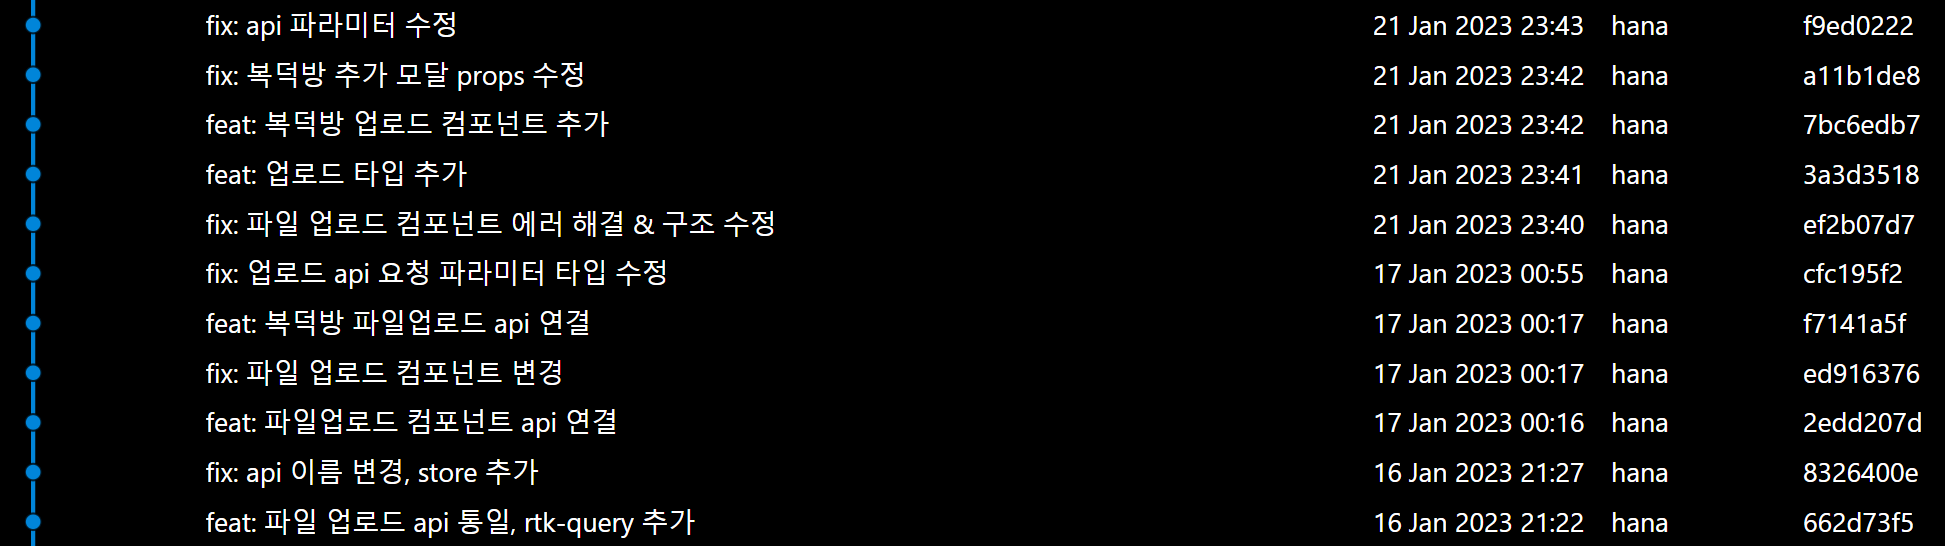 fix: api 파라미터 수정 21 Jan 2023 23:43 hana f9ed0222
fix: 복덕방 추가 모달 props 수정 21 Jan 2023 23:42 hana a11b1de8
feat: 복덕방 업로드 컴포넌트 추가 21 Jan 2023 23:42 hana 7bc6edb7
feat: 업로드 타입 추가 21 Jan 2023 23:41 hana 3a3d3518
fix: 파일 업로드 컴포넌트 에러 해결 & 구조 수정 21 Jan 2023 23:40 hana ef2b07d7
fix: 업로드 api 요청 파라미터 타입 수정 17 Jan 2023 00:55 hana cfc195f2
feat: 복덕방 파일업로드 api 연결 17 Jan 2023 00:17 hana f7141a5f
fix: 파일 업로드 컴포넌트 변경 17 Jan 2023 00:17 hana ed916376
feat: 파일업로드 컴포넌트 api 연결 17 Jan 2023 00:16 hana 2edd207d
fix: api 이름 변경, store 추가 16 Jan 2023 21:27 hana 8326400e
feat: 파일 업로드 api 통일, rtk-query 추가 16 Jan 2023 21:22 hana 662d73f5